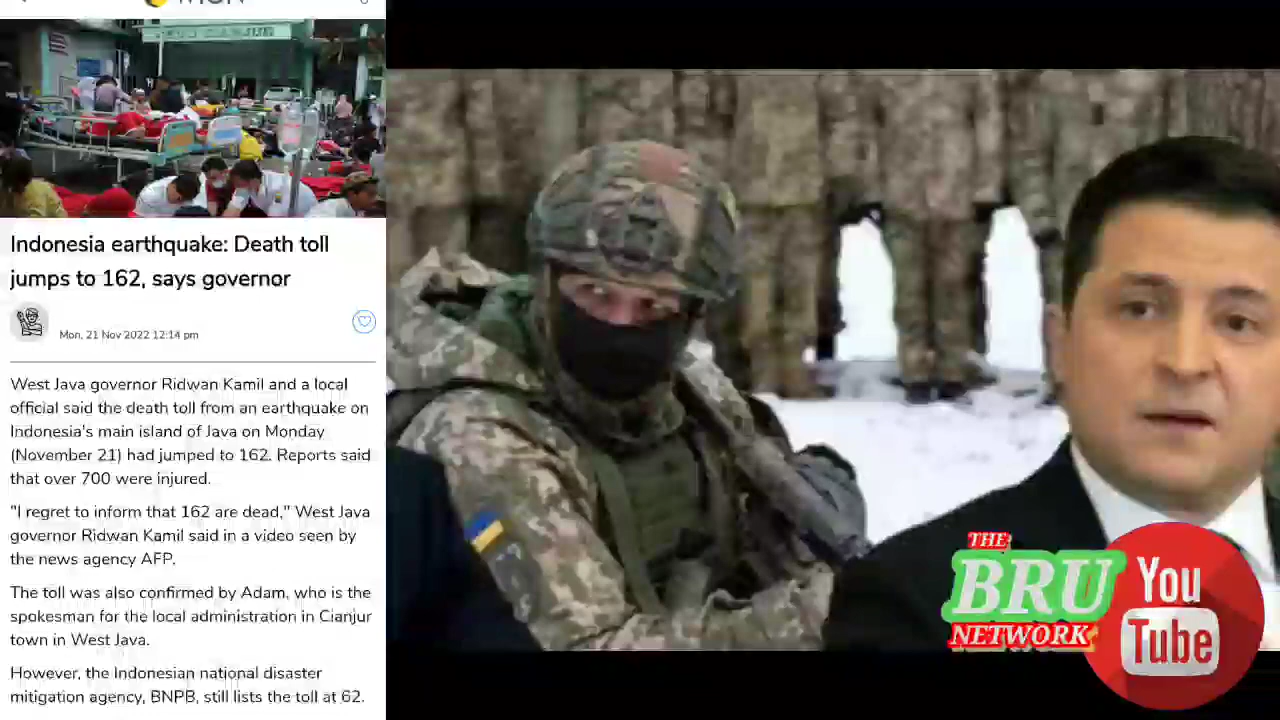 Indonesia earthquake: Death toll
jumps to 162, says governor
Mon, 21 Nov 2022 12:14 pm
West Java governor Ridwan Kamil and a local
official said the death toll from an earthquake on
Indonesia's main island of Java on Monday
(November 21) had jumped to 162. Reports said
that over 700 were injured.
"I regret to inform that 162 are dead," West Java
governor Ridwan Kamil said in a video seen by
the news agency AFP.
The toll was also confirmed by Adam, who is the
spokesman for the local administration in Cianjur
town in West Java.
However, the Indonesian national disaster
mitigation agency, BNPB, still lists the toll at 62.
THE
BRU
NETWORK
You
Tube